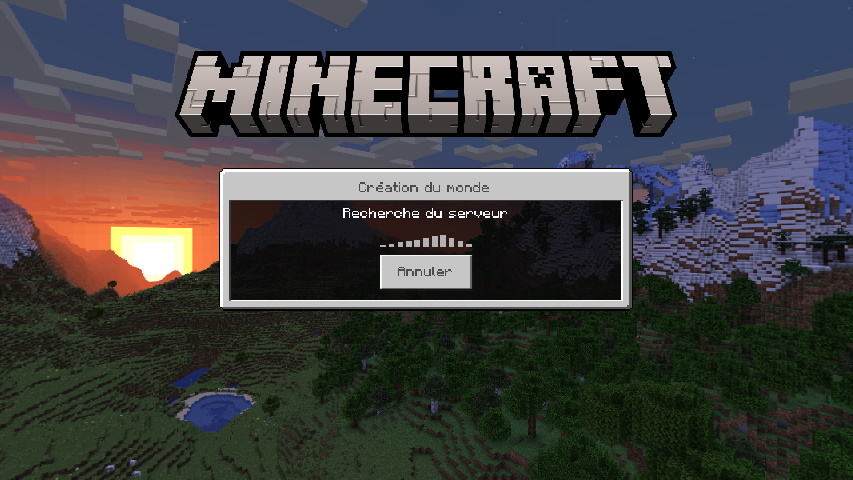 MINECRAFT
Création du monde
Recherche du serveur
Annuler